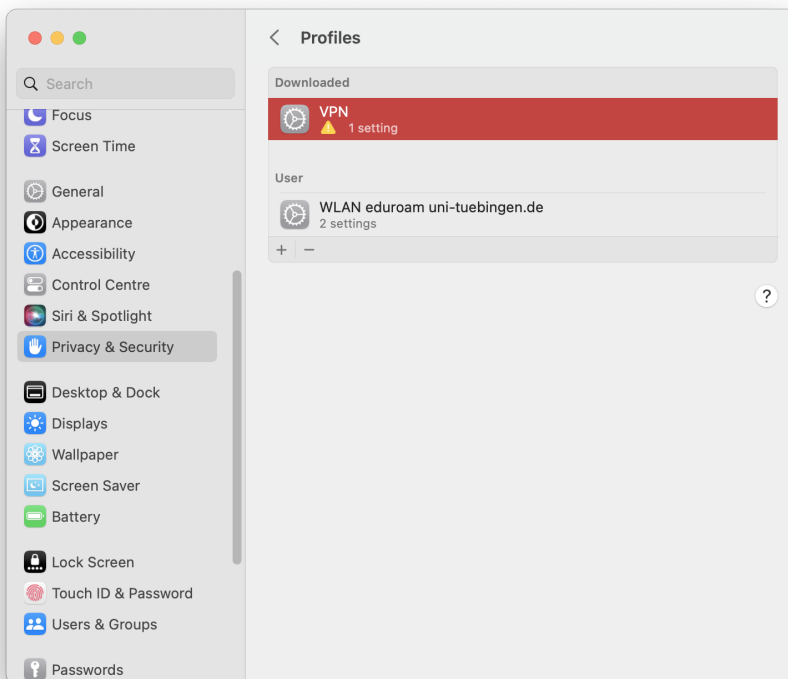 Profiles
Search
Focus
Screen Time
General
Appearance
Accessibility
Control Centre
Siri & Spotlight
Privacy & Security
Desktop & Dock
Displays
Wallpaper
Screen Saver
Battery
Lock Screen
Touch ID & Password
Users & Groups
Passwords
Downloaded
VPN
1 setting
User
WLAN eduroam uni-tuebingen.de
2 settings
+ −
?